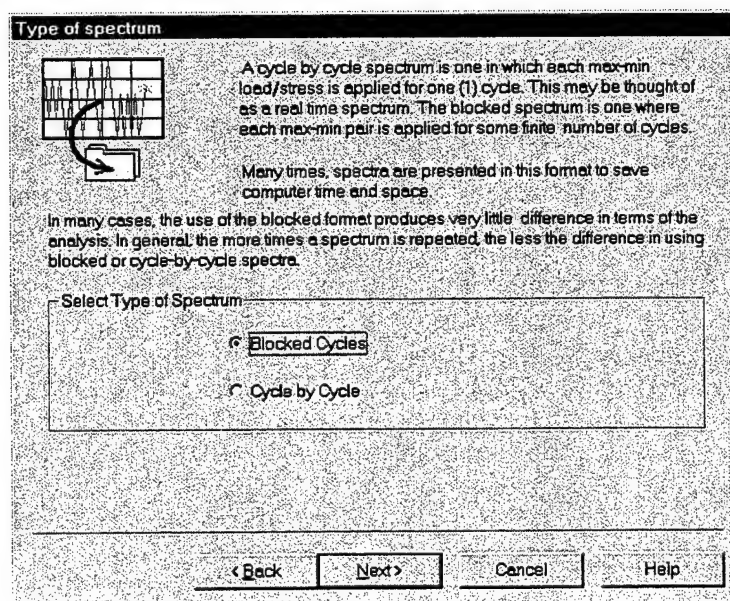 Type of spectrum
A cycle by cycle spectrum is one in which each max-min
load/stress is applied for one (1) cycle. This may be thought of
as a real time spectrum. The blocked spectrum is one where
each max-min pair is applied for some finite number of cycles.
Many times, spectra are presented in this format to save
computer time and space.
In many cases, the use of the blocked format produces very little difference in terms of the
analysis. In general, the more times a spectrum is repeated, the less the difference in using
blocked or cycle-by-cycle spectra.
Select Type of Spectrum
Blocked Cycles
Cycle by Cycle
< Back
Next >
Cancel
Help